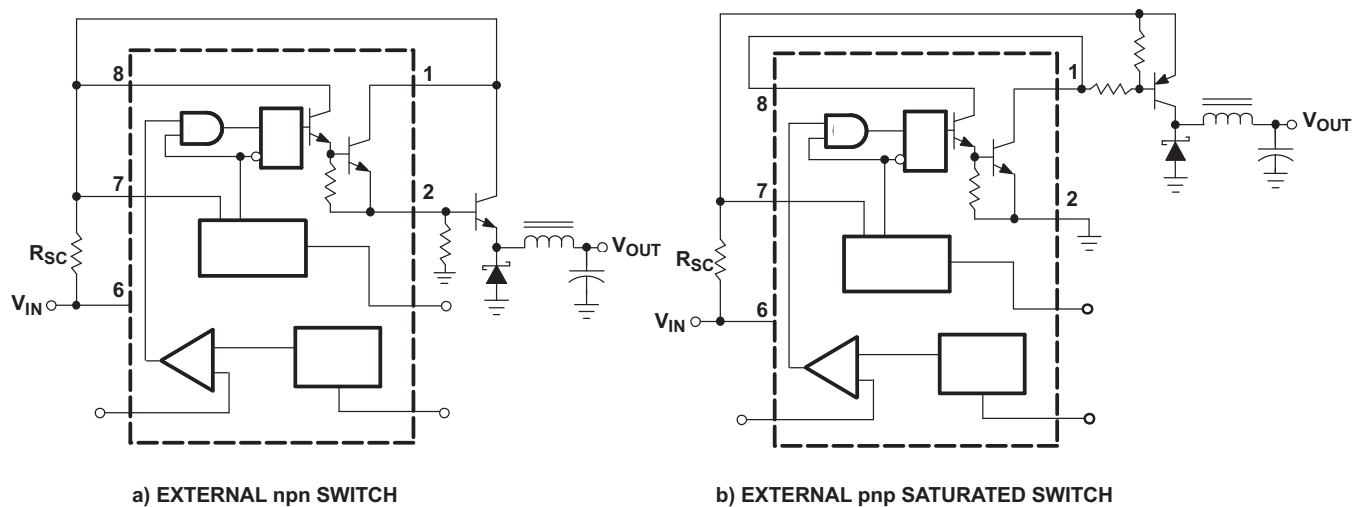 8
1
7
2
RSC
VOUT
VIN
6
a) EXTERNAL npn SWITCH
1
8
VOUT
7
2
RSC
VIN
6
b) EXTERNAL pnp SATURATED SWITCH